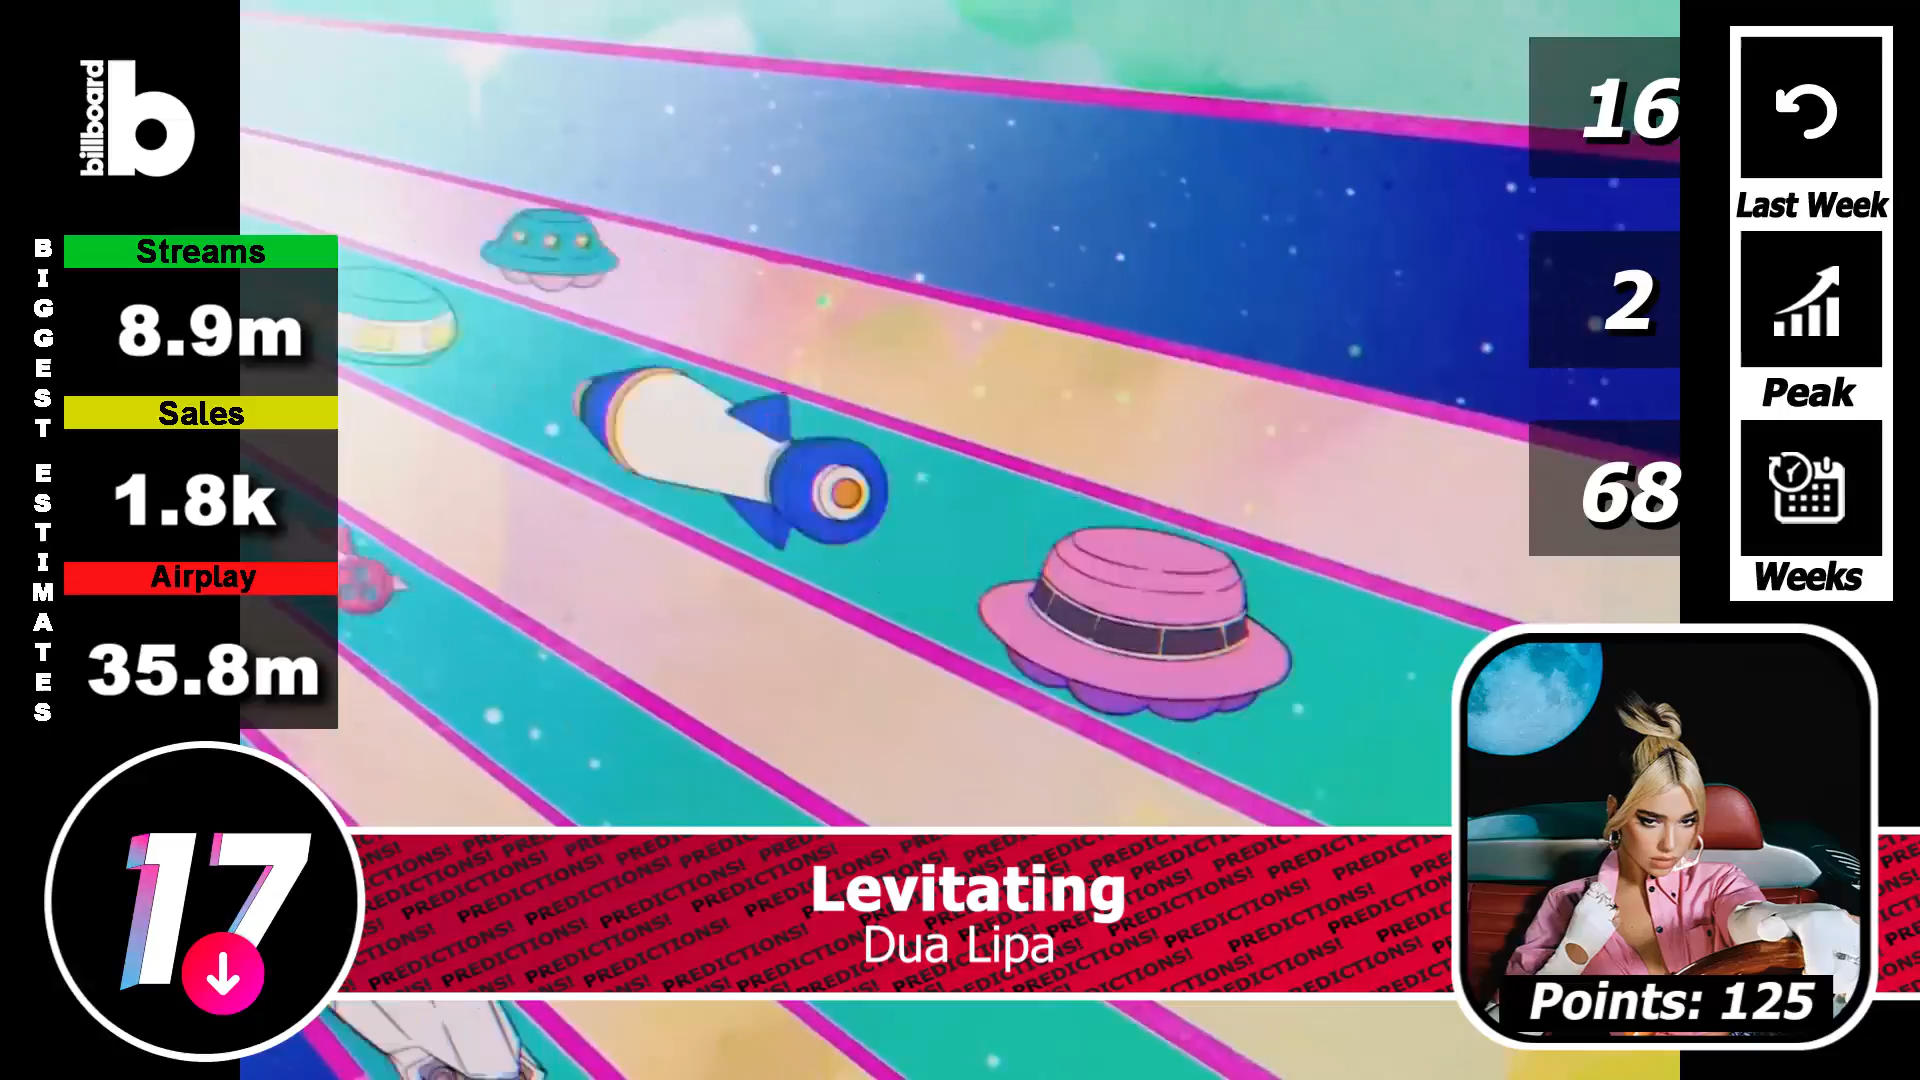 billboard
b
BIGGEST ESTIMATES
Streams
8.9m
Sales
1.8k
Airplay
35.8m
16
Last Week
2
Peak
68
Weeks
17
PREDICTIONS!
Levitating
Dua Lipa
Points: 125